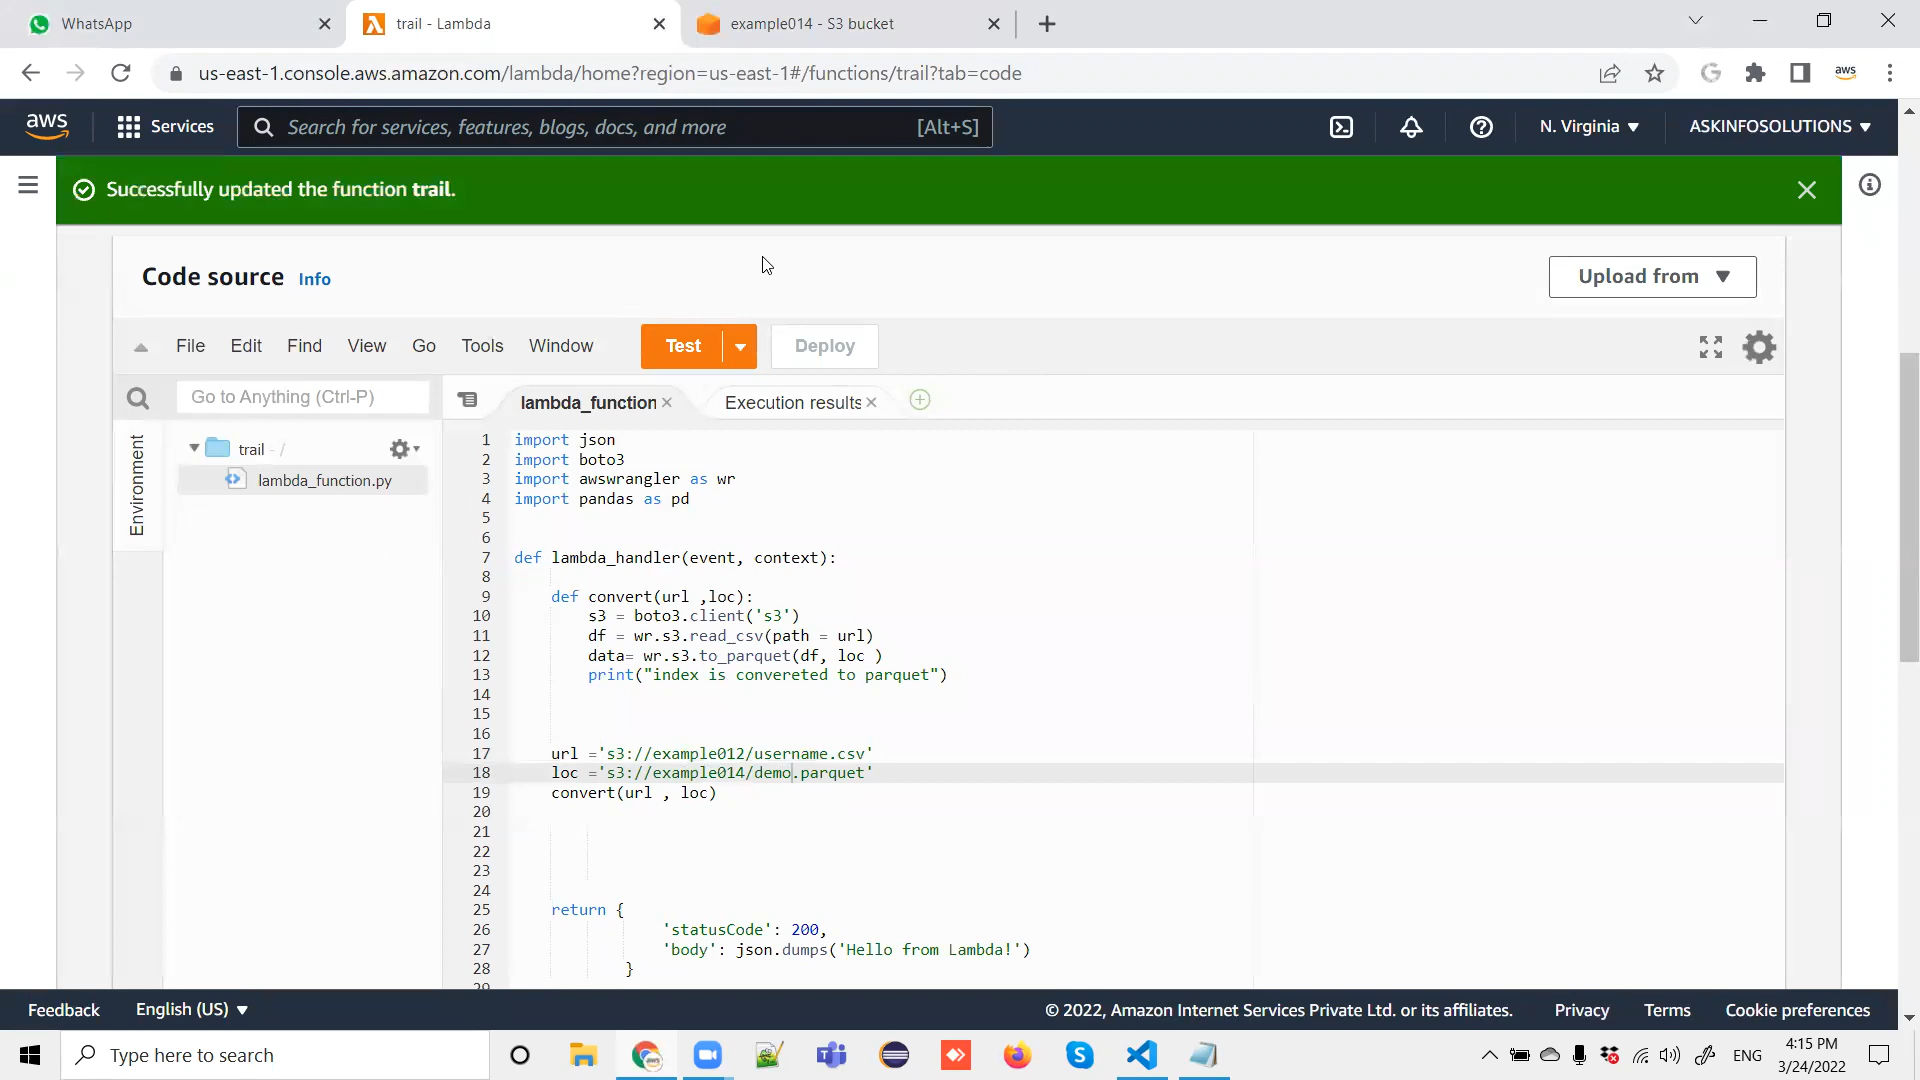 WhatsApp
trail - Lambda
example014 - S3 bucket
us-east-1.console.aws.amazon.com/lambda/home?region=us-east-1#/functions/trail?tab=code
aws
aws
Services
Search for services, features, blogs, docs, and more
[Alt+S]
N. Virginia
ASKINFOSOLUTIONS
Successfully updated the function trail.
Code source Info
Upload from
File Edit Find View Go Tools Window
Test
Deploy
Go to Anything (Ctrl-P)
lambda_function
Execution results
Environment
trail - /
lambda_function.py
1 import json
2 import boto3
3 import awswrangler as wr
4 import pandas as pd
5
6
7 def lambda_handler(event, context):
8
9 def convert(url ,loc):
10 s3 = boto3.client('s3')
11 df = wr.s3.read_csv(path = url)
12 data= wr.s3.to_parquet(df, loc )
13 print("index is convereted to parquet")
14
15
16
17 url ='s3://example012/username.csv'
18 loc ='s3://example014/demo.parquet'
19 convert(url , loc)
20
21
22
23
24
25 return {
26 'statusCode': 200,
27 'body': json.dumps('Hello from Lambda!')
28 }
29
Feedback
English (US)
© 2022, Amazon Internet Services Private Ltd. or its affiliates.
Privacy
Terms
Cookie preferences
Type here to search
ENG
4:15 PM
3/24/2022